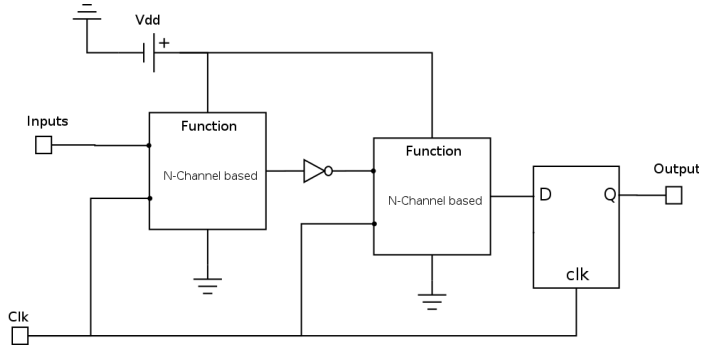 Vdd
+
Inputs
Function
N-Channel based
Function
N-Channel based
D
Q
clk
Output
Clk